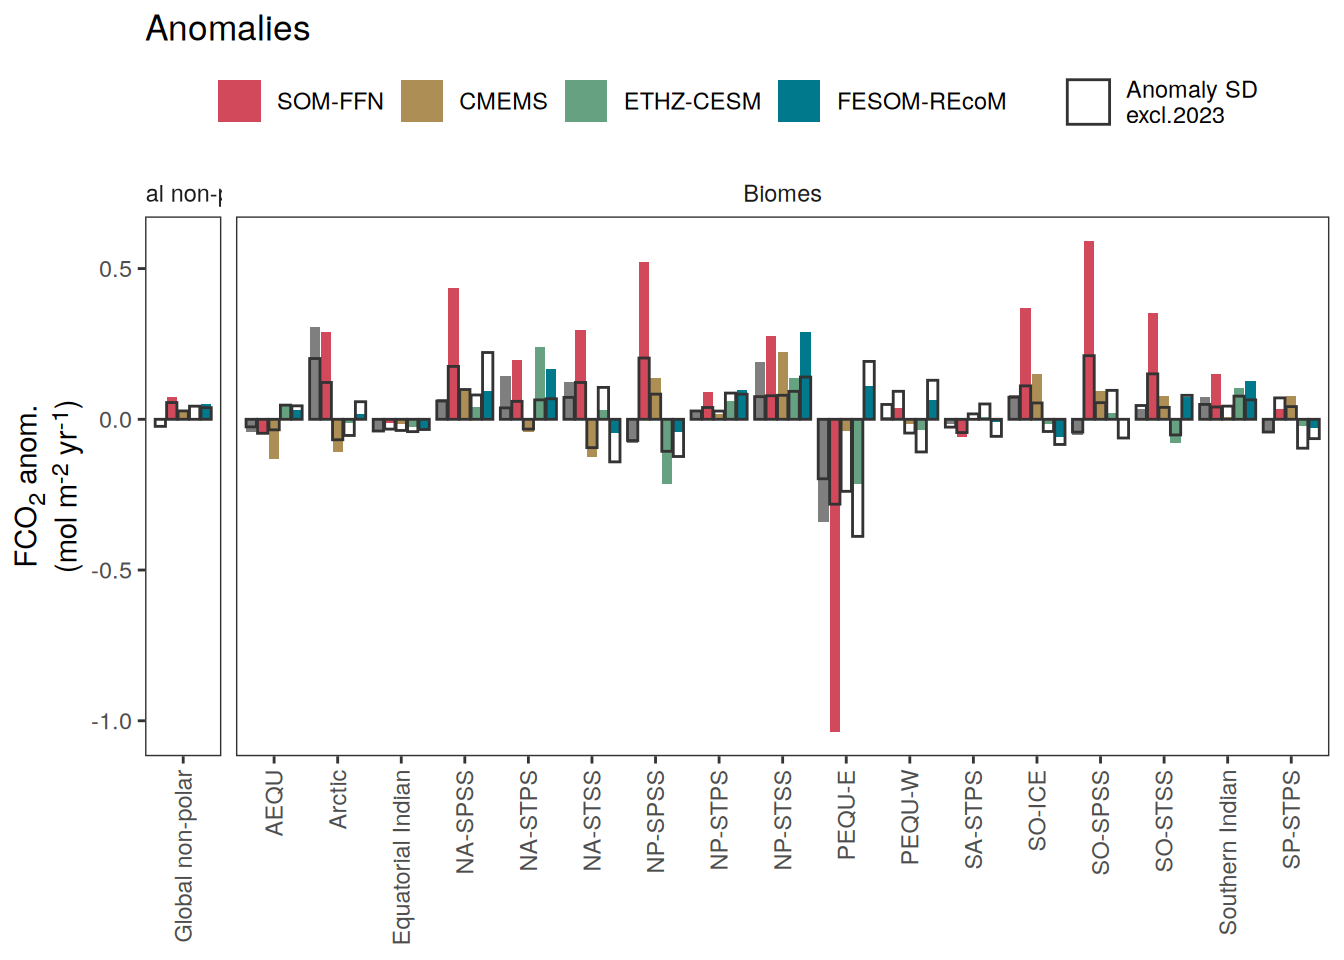 Anomalies
SOM-FFN CMEMS ETHZ-CESM FESOM-REcoM Anomaly SD
excl.2023
al non-p
Biomes
FCO2 anom.
(mol m-2 yr-1)
0.5
0.0
-0.5
-1.0
Global non-polar
AEQU
Arctic
Equatorial Indian
NA-SPSS
NA-STPS
NA-STSS
NP-SPSS
NP-STPS
NP-STSS
PEQU-E
PEQU-W
SA-STPS
SO-ICE
SO-SPSS
SO-STSS
Southern Indian
SP-STPS